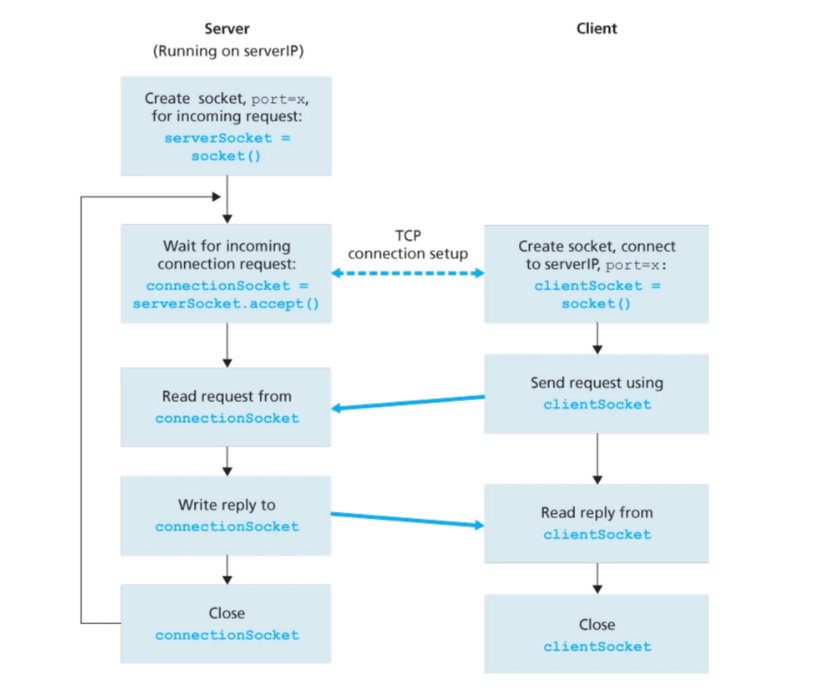 Server
(Running on serverIP)
Client
Create socket, port=x,
for incoming request:
serverSocket =
socket()
Wait for incoming
connection request:
connectionSocket =
serverSocket.accept()
TCP
connection setup
Create socket, connect
to serverIP, port=x:
clientSocket =
socket()
Read request from
connectionSocket
Send request using
clientSocket
Write reply to
connectionSocket
Read reply from
clientSocket
Close
connectionSocket
Close
clientSocket